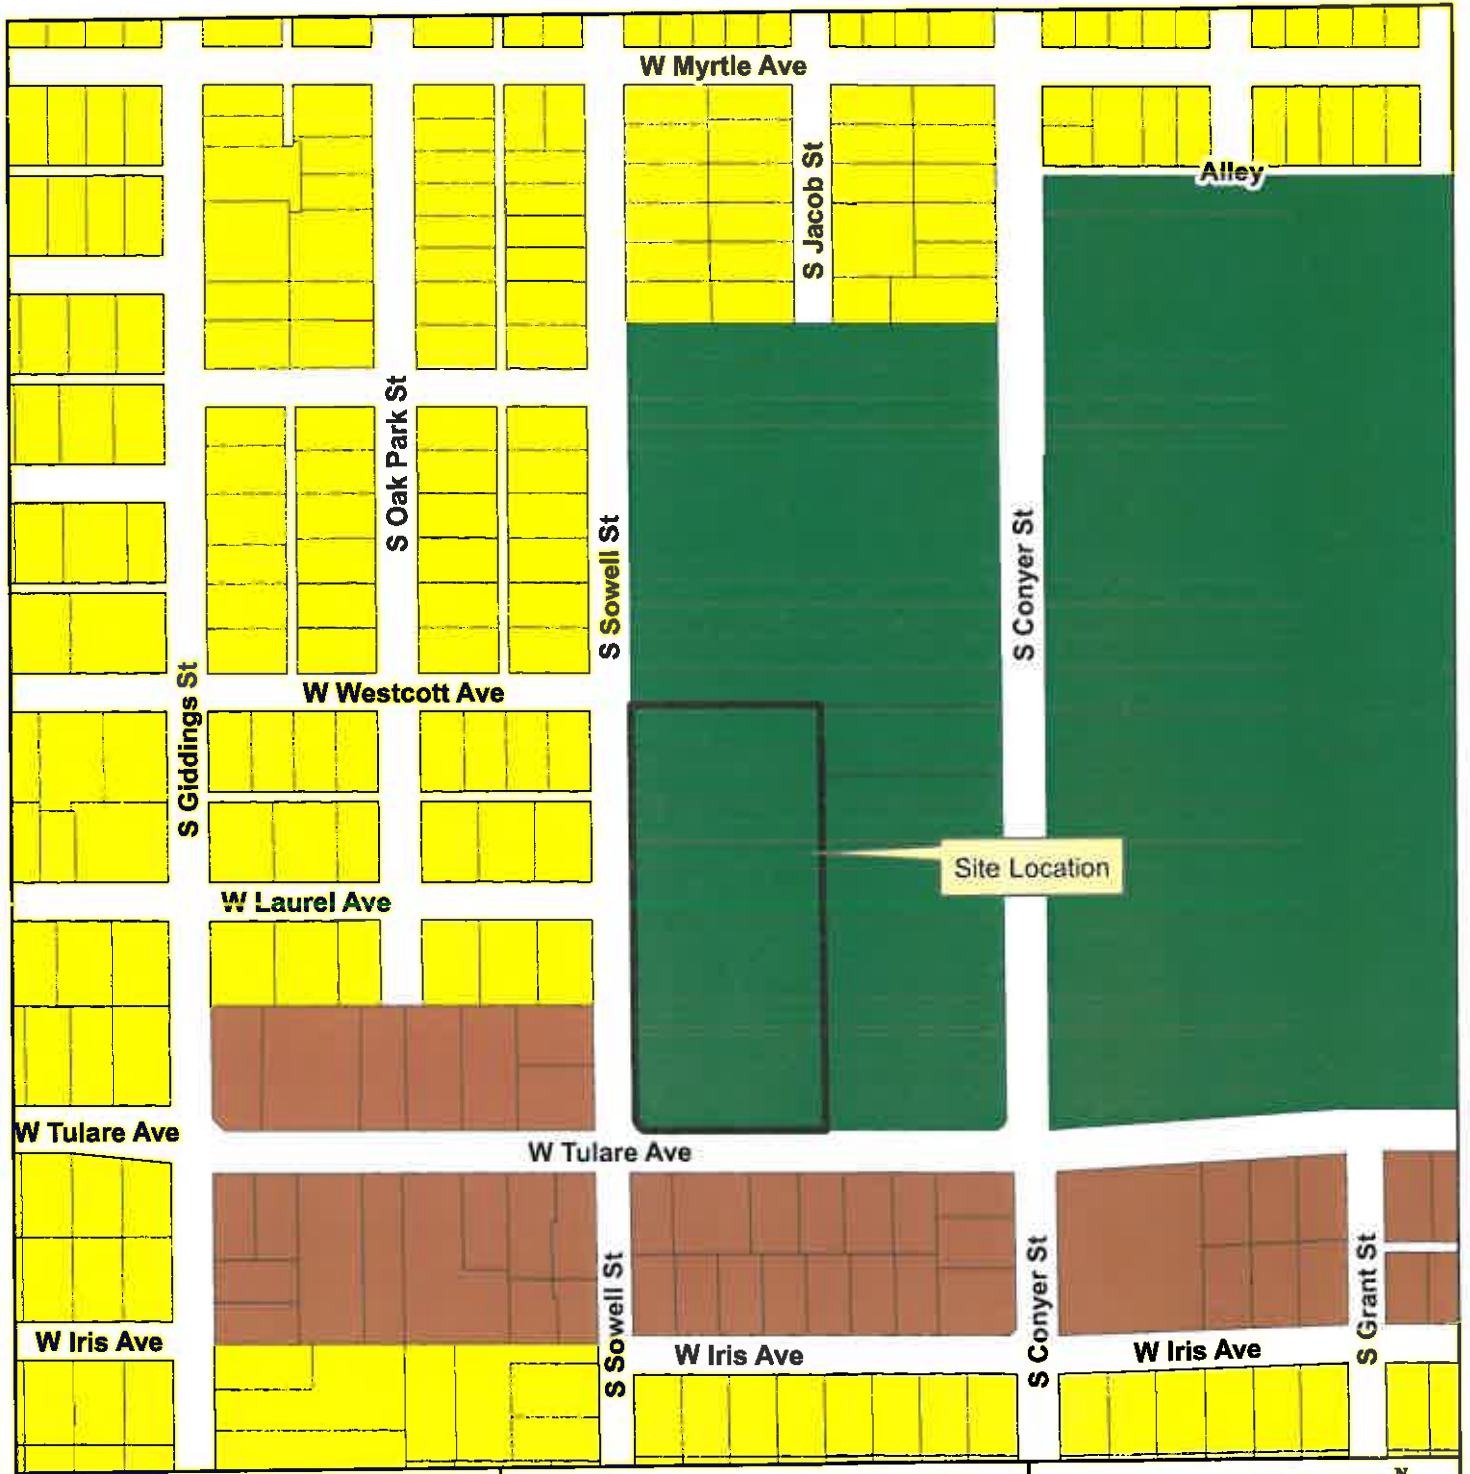 W Myrtle Ave
Alley
S Jacob St
S Oak Park St
S Sowell St
S Conyer St
S Giddings St
W Westcott Ave
Site Location
W Laurel Ave
W Tulare Ave
W Tulare Ave
S Sowell St
S Conyer St
S Grant St
W Iris Ave
W Iris Ave
W Iris Ave
N